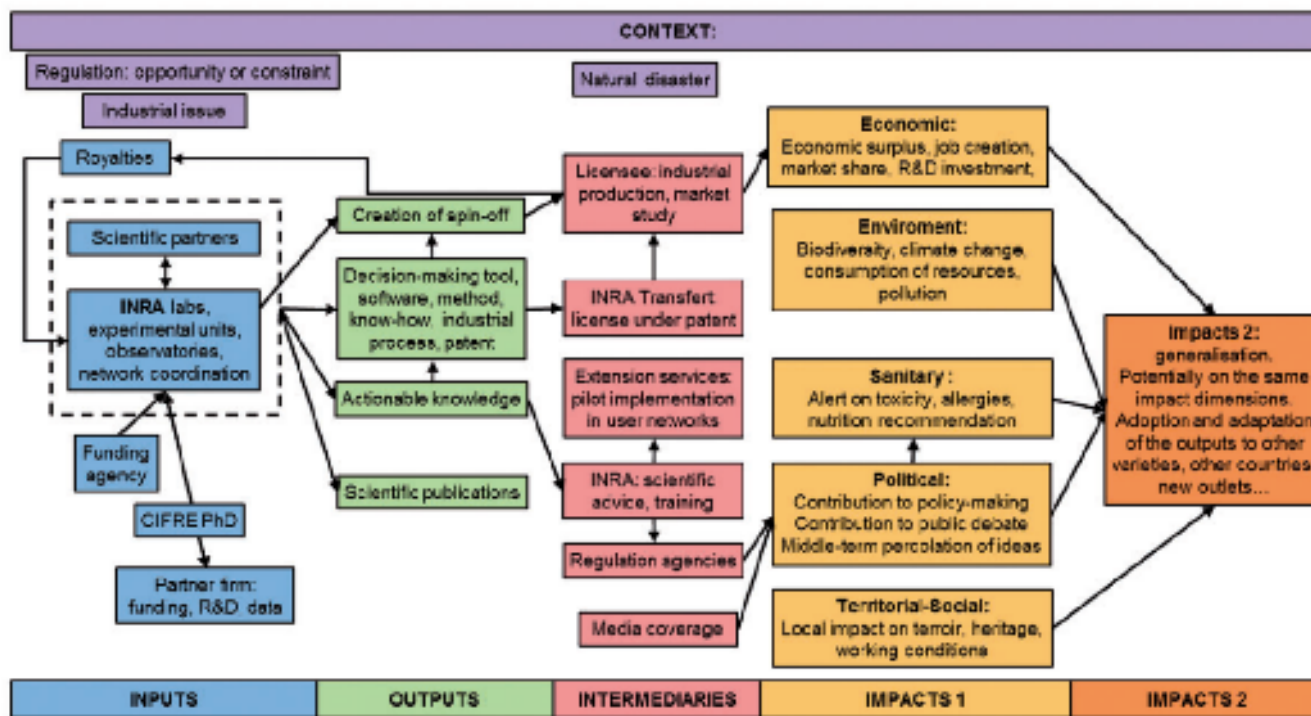 CONTEXT:
Regulation: opportunity or constraint
Natural disaster
Industrial issue
Royalties
Scientific partners
INRA labs,
experimental units,
observatories,
network coordination
Funding
agency
CIFRE PhD
Partner firm:
funding, R&D, data
Creation of spin-off
Decision-making tool,
software, method,
know-how, industrial
process, patent
Actionable knowledge
Scientific publications
Licensee: industrial
production, market
study
INRA Transfert:
license under patent
Extension services:
pilot implementation
in user networks
INRA: scientific
advice, training
Regulation agencies
Media coverage
Economic:
Economic surplus, job creation,
market share, R&D investment,
Enviroment:
Biodiversity, climate change,
consumption of resources,
pollution
Sanitary :
Alert on toxicity, allergies,
nutrition recommendation
Political:
Contribution to policy-making
Contribution to public debate
Middle-term percolation of ideas
Territorial-Social:
Local impact on terroir, heritage,
working conditions
Impacts 2:
generalisation.
Potentially on the same
impact dimensions.
Adoption and adaptation
of the outputs to other
varieties, other countries,
new outlets…
INPUTS
OUTPUTS
INTERMEDIARIES
IMPACTS 1
IMPACTS 2